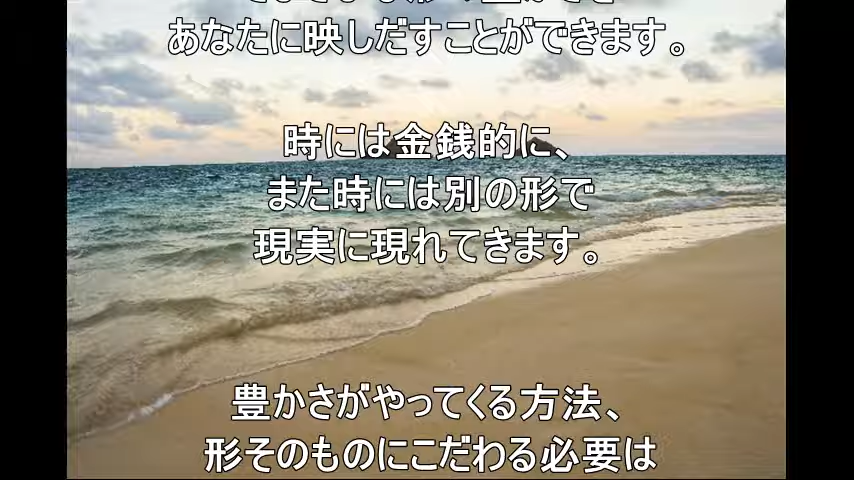 あなたに映しだすことができます。
時には金銭的に、
また時には別の形で
現実に現れてきます。
豊かさがやってくる方法、
形そのものにこだわる必要は